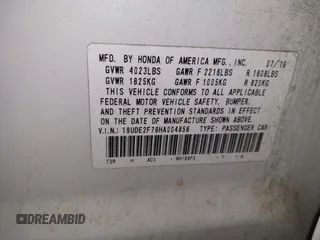 MFD. BY HONDA OF AMERICA MFG., INC. 07/16
GVWR 4023LBS GAWR F 2216LBS R 1808LBS
GVWR 1825KG GAWR F 1005KG R 820KG
THIS VEHICLE CONFORMS TO ALL APPLICABLE
FEDERAL MOTOR VEHICLE SAFETY, BUMPER,
AND THEFT PREVENTION STANDARDS IN EFFECT
ON THE DATE OF MANUFACTURE SHOWN ABOVE.
V.I.N.: 19UDE2F78HA004856 TYPE: PASSENGER CAR
H
© DREAMBID